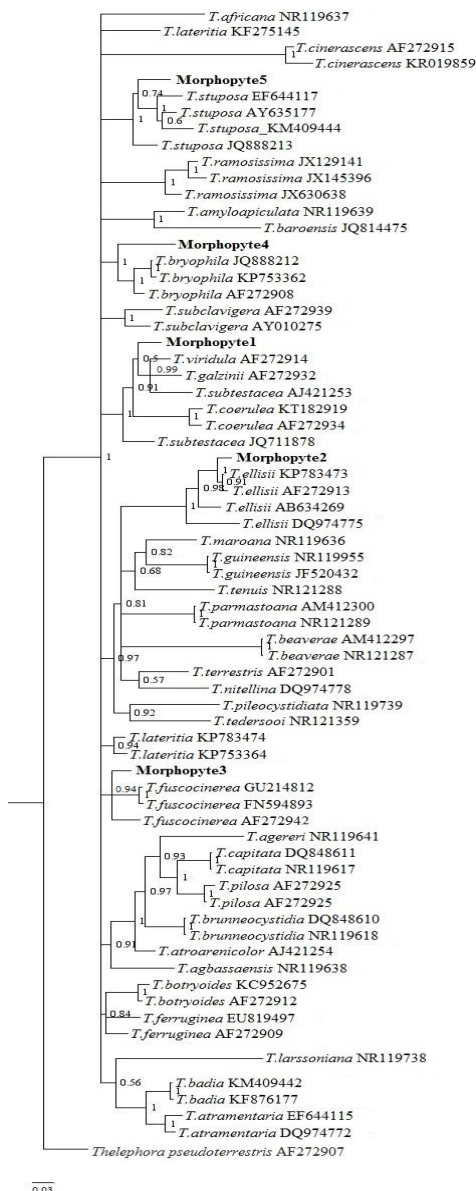 T.africana NR119637
T.lateritia KF275145
T.cinerascens AF272915
1
T.cinerascens KR019859
Morphopyte5
0.74
T.stuposa EF644117
1
T.stuposa AY635177
1
0.6
T.stuposa_KM409444
T.stuposa JQ888213
T.ramosissima JX129141
1
T.ramosissima JX145396
1
T.ramosissima JX630638
T.amyloapiculata NR119639
1
T.baroensis JQ814475
Morphopyte4
T.bryophila JQ888212
1
1
T.bryophila KP753362
1
T.bryophila AF272908
T.subclavigera AF272939
1
T.subclavigera AY010275
Morphopyte1
0.5
T.viridula AF272914
0.99
T.galzinii AF272932
0.91
T.subtestacea AJ421253
T.coerulea KT182919
1
1
T.coerulea AF272934
T.subtestacea JQ711878
1
Morphopyte2
T.ellisii KP783473
1
0.91
0.98
T.ellisii AF272913
1
T.ellisii AB634269
T.ellisii DQ974775
T.maroana NR119636
0.82
T.guineensis NR119955
1
0.68
T.guineensis JF520432
T.tenuis NR121288
0.81
T.parmastoana AM412300
1
T.parmastoana NR121289
T.beaverae AM412297
1
0.97
T.beaverae NR121287
T.terrestris AF272901
0.57
T.nitellina DQ974778
T.pileocystidiata NR119739
0.92
T.tedersooi NR121359
T.lateritia KP783474
0.94
T.lateritia KP753364
Morphopyte3
0.94
T.fuscocinerea GU214812
1
T.fuscocinerea FN594893
T.fuscocinerea AF272942
T.agereri NR119641
0.93
T.capitata DQ848611
1
T.capitata NR119617
1
0.97
T.pilosa AF272925
1
T.pilosa AF272925
T.brunneocystidia DQ848610
1
1
T.brunneocystidia NR119618
0.91
T.atroarenicolor AJ421254
T.agbassaensis NR119638
T.botryoides KC952675
1
T.botryoides AF272912
0.84
T.ferruginea EU819497
T.ferruginea AF272909
T.larssoniana NR119738
0.56
T.badia KM409442
1
T.badia KF876177
1
T.atramentaria EF644115
1
T.atramentaria DQ974772
Thelephora pseudoterrestris AF272907
0.03